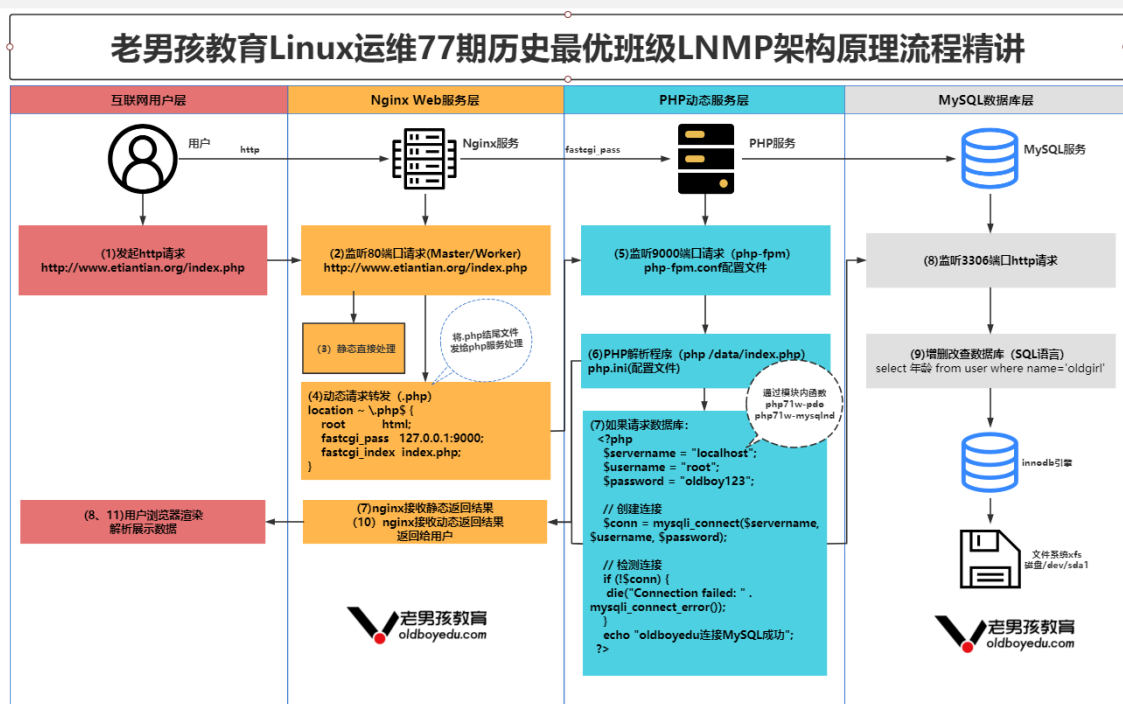 老男孩教育Linux运维77期历史最优班级LNMP架构原理流程精讲
互联网用户层
Nginx Web服务层
PHP动态服务层
MySQL数据库层
用户
http
Nginx服务
fastcgi_pass
PHP服务
MySQL服务
(1)发起http请求
http://www.etiantian.org/index.php
(2)监听80端口请求(Master/Worker)
http://www.etiantian.org/index.php
(5)监听9000端口请求（php-fpm)
php-fpm.conf配置文件
(8)监听3306端口http请求
（3）静态直接处理
将.php结尾文件
发给php服务处理
(6)PHP解析程序（php /data/index.php)
php.ini(配置文件)
(9)增删改查数据库（SQL语言）
select 年龄 from user where name='oldgirl'
(4)动态请求转发（.php)
location ~ \.php$ {
root html;
fastcgi_pass 127.0.0.1:9000;
fastcgi_index index.php;
}
通过模块内函数
php71w-pdo
php71w-mysqlnd
(7)如果请求数据库:
<?php
$servername = "localhost";
$username = "root";
$password = "oldboy123";
// 创建连接
$conn = mysqli_connect($servername,
$username, $password);
// 检测连接
if (!$conn) {
die("Connection failed: " .
mysqli_connect_error());
}
echo "oldboyedu连接MySQL成功";
?>
innodb引擎
(8、11)用户浏览器渲染
解析展示数据
(7)nginx接收静态返回结果
（10）nginx接收动态返回结果
返回给用户
文件系统xfs
磁盘/dev/sda1
老男孩教育
oldboyedu.com
老男孩教育
oldboyedu.com